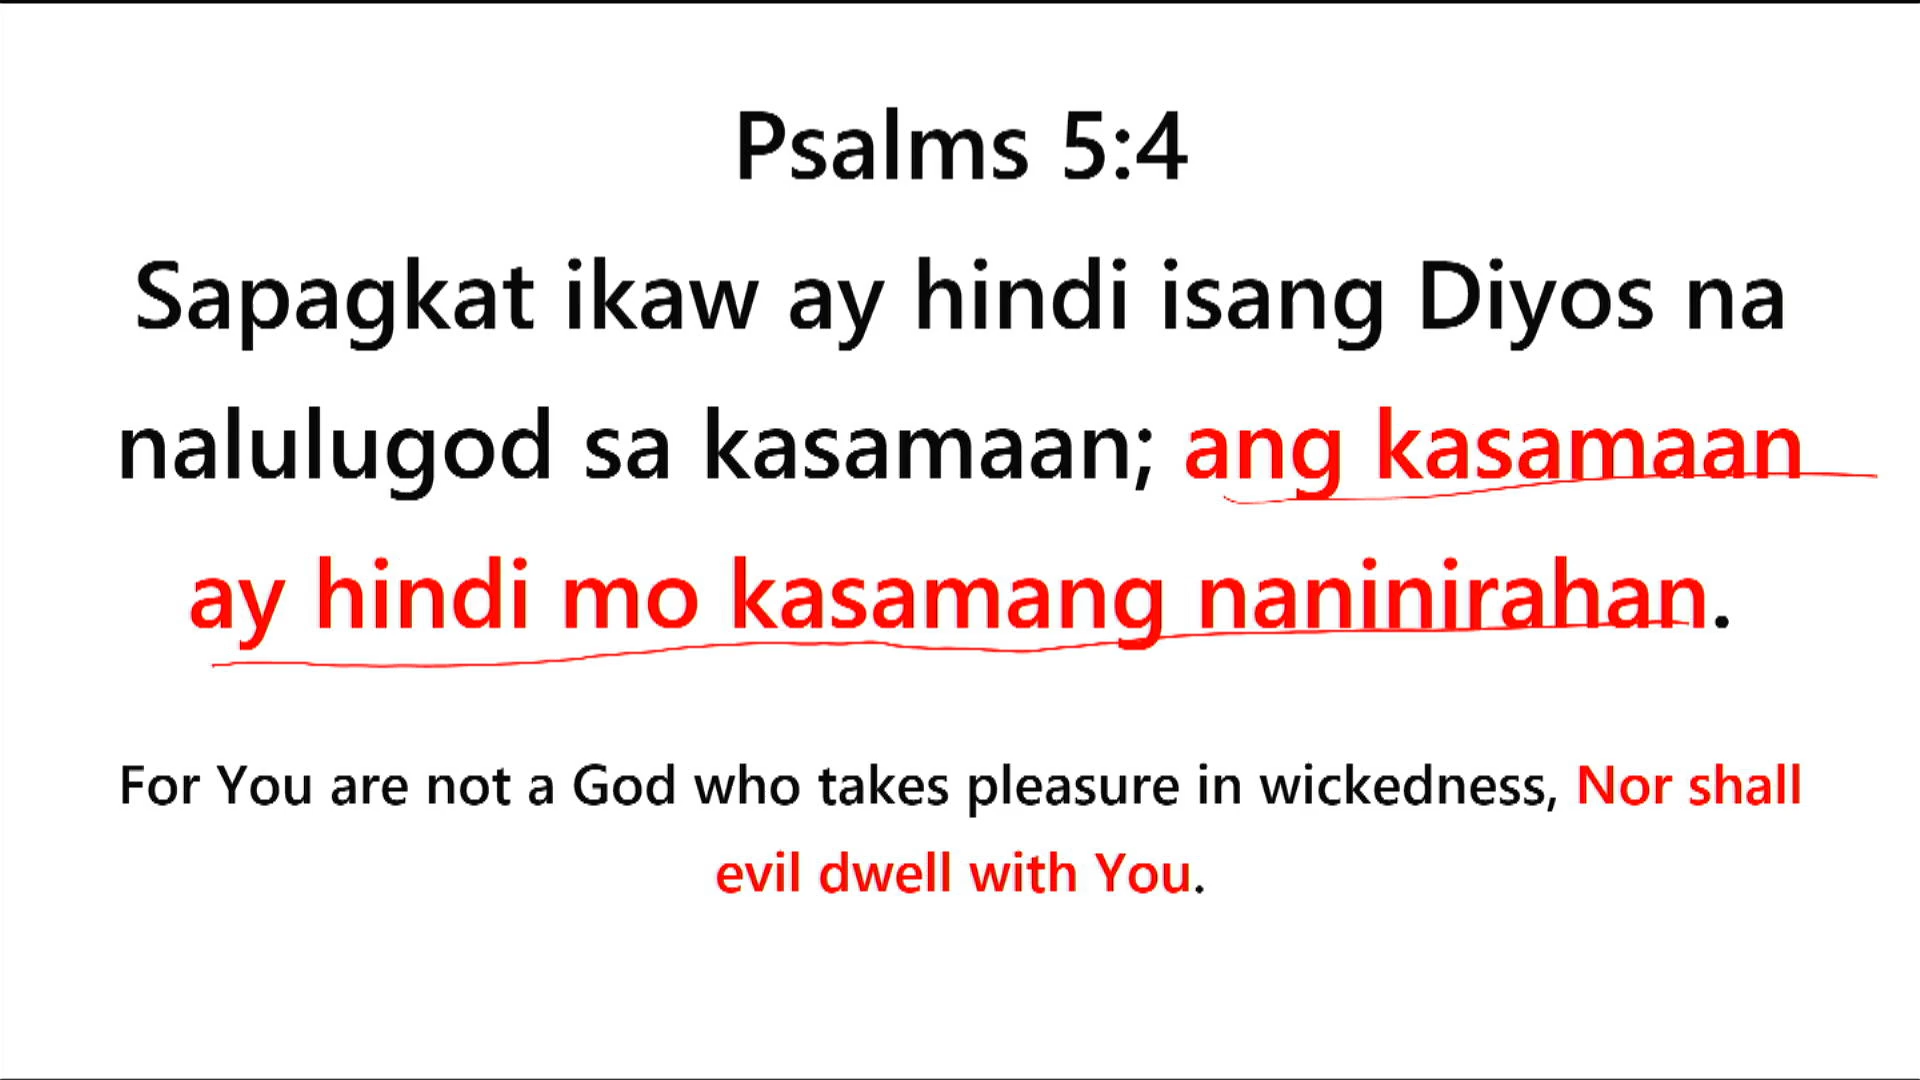 Psalms 5:4
Sapagkat ikaw ay hindi isang Diyos na
nalulugod sa kasamaan; ang kasamaan
ay hindi mo kasamang naninirahan.
For You are not a God who takes pleasure in wickedness, Nor shall
evil dwell with You.